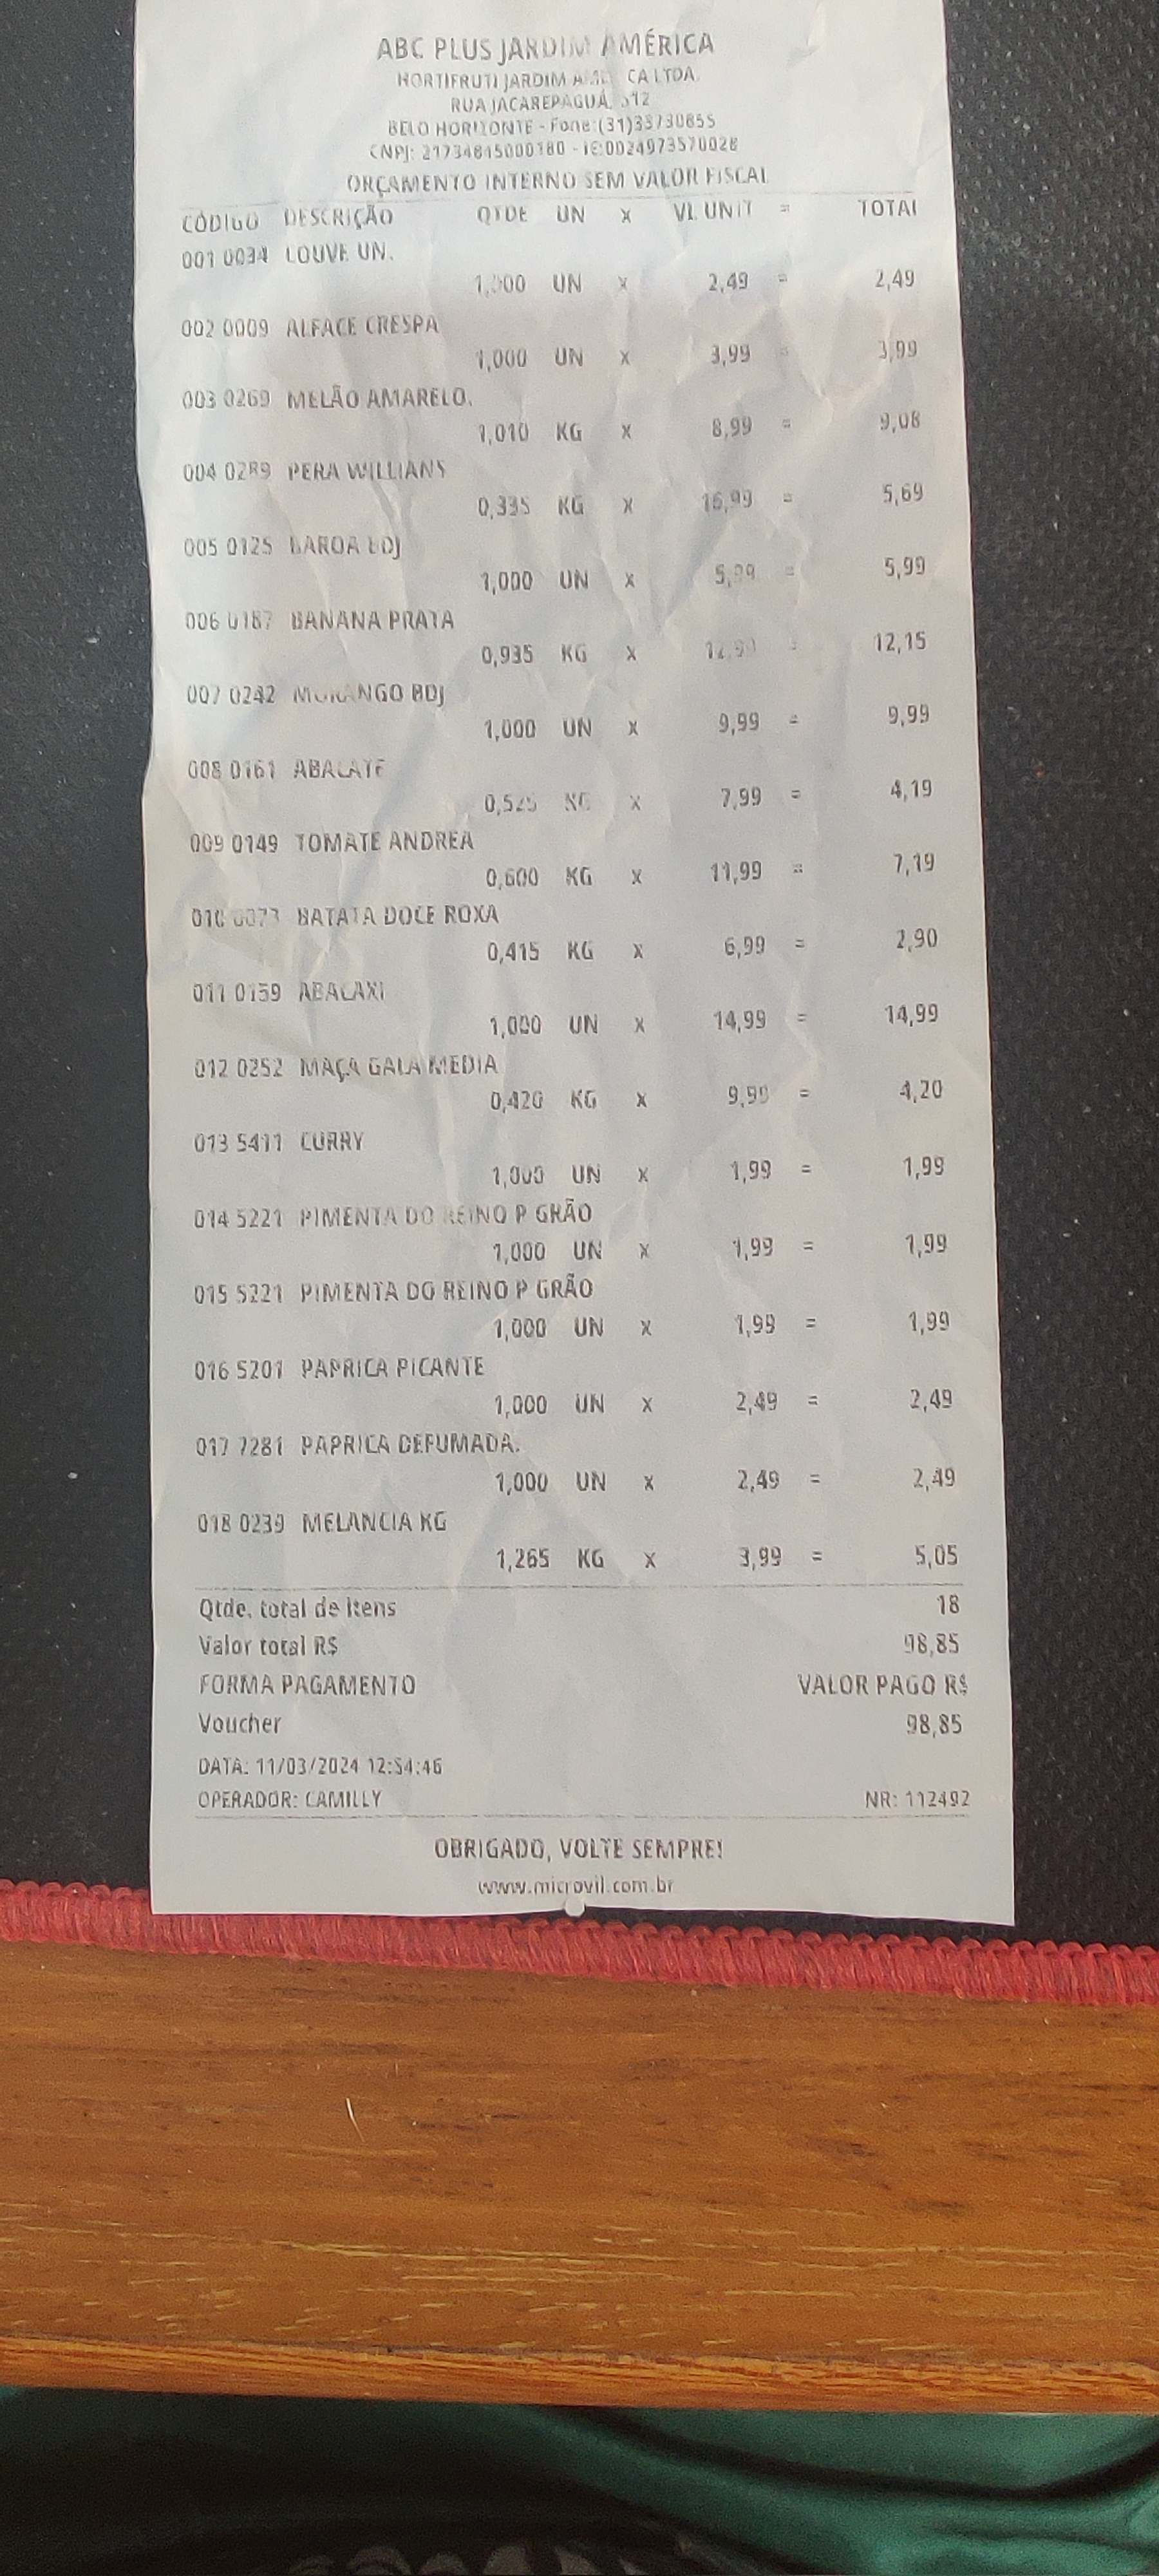 ABC PLUS JARDIM AMÉRICA
HORTIFRUTI JARDIM CA LTDA.
RUA JACAREPAGUÁ,
BELO HORIZONTE - Fone:(31)33730855
CNPJ: - IE:0024973570028
ORÇAMENTO INTERNO SEM VALOR FISCAL
CÓDIGO DESCRIÇÃO QTDE UN X VL UNIT = TOTAL
001 0034 LOUVE UN.
1,000 UN X 2,49 = 2,49
002 0009 ALFACE CRESPA
1,000 UN X 3,99 = 3,99
003 0269 MELÃO AMARELO.
1,010 KG X 8,99 = 9,08
004 0289 PERA WILLIANS
0,335 KG X 16,99 = 5,69
005 0125 BAROA BDJ
1,000 UN X 5,99 = 5,99
006 0187 BANANA PRATA
0,935 KG X 12,99 = 12,15
007 0242 MORANGO BDJ
1,000 UN X 9,99 = 9,99
008 0161 ABACATE
0,525 KG X 7,99 = 4,19
009 0149 TOMATE ANDREA
0,600 KG X 11,99 = 7,19
010 0073 BATATA DOCE ROXA
0,415 KG X 6,99 = 2,90
011 0159 ABACAXI
1,000 UN X 14,99 = 14,99
012 0252 MAÇA GALA MEDIA
0,420 KG X 9,99 = 4,20
013 5411 CURRY
1,000 UN X 1,99 = 1,99
014 5221 PIMENTA DO REINO P GRÃO
1,000 UN X 1,99 = 1,99
015 5221 PIMENTA DO REINO P GRÃO
1,000 UN X 1,99 = 1,99
016 5201 PAPRICA PICANTE
1,000 UN X 2,49 = 2,49
017 7281 PAPRICA DEFUMADA.
1,000 UN X 2,49 = 2,49
018 0239 MELANCIA KG
1,265 KG X 3,99 = 5,05
Qtde. total de itens 18
Valor total R$ 98,85
FORMA PAGAMENTO VALOR PAGO R$
Voucher 98,85
DATA: 11/03/2024 12:54:46
OPERADOR: CAMILLY NR: 112492
OBRIGADO, VOLTE SEMPRE!
www.microvil.com.br